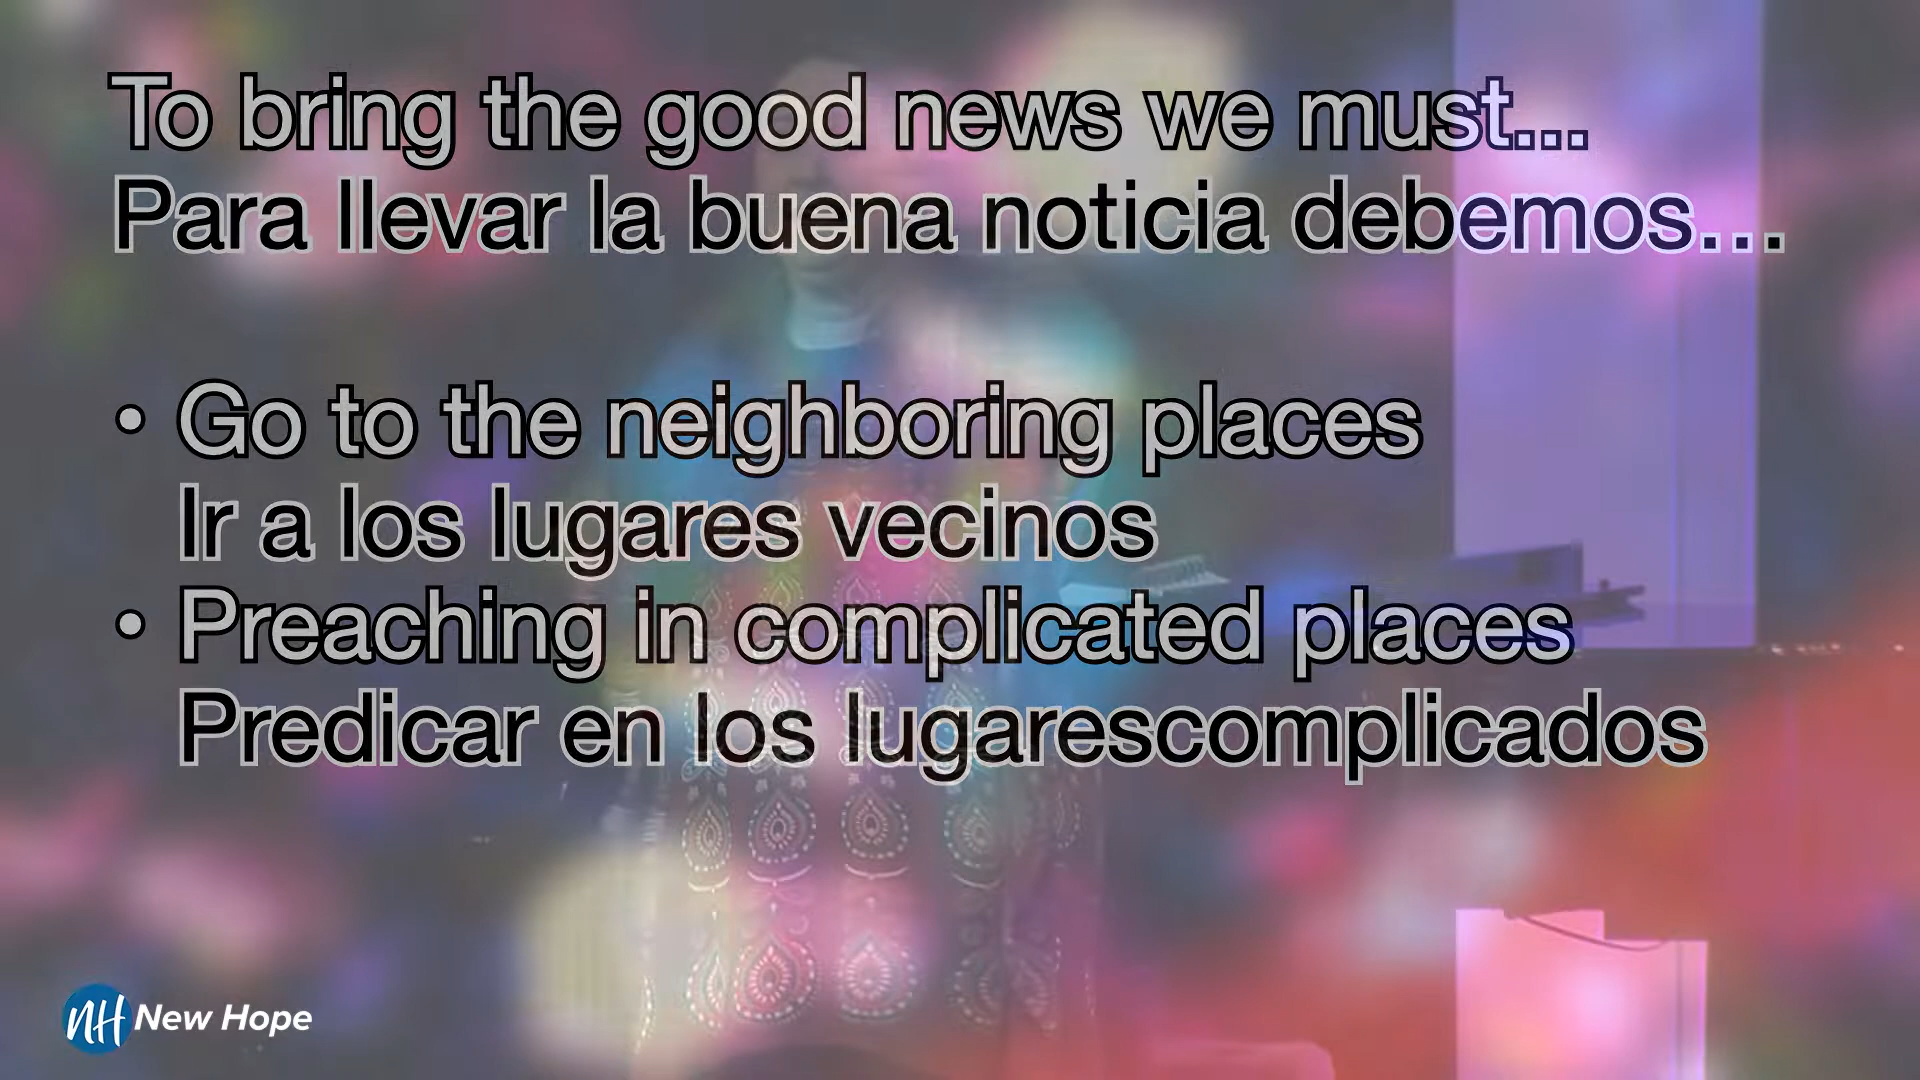 To bring the good news we must...
Para llevar la buena noticia debemos…
• Go to the neighboring places
Ir a los lugares vecinos
• Preaching in complicated places
Predicar en los lugarescomplicados
NH New Hope